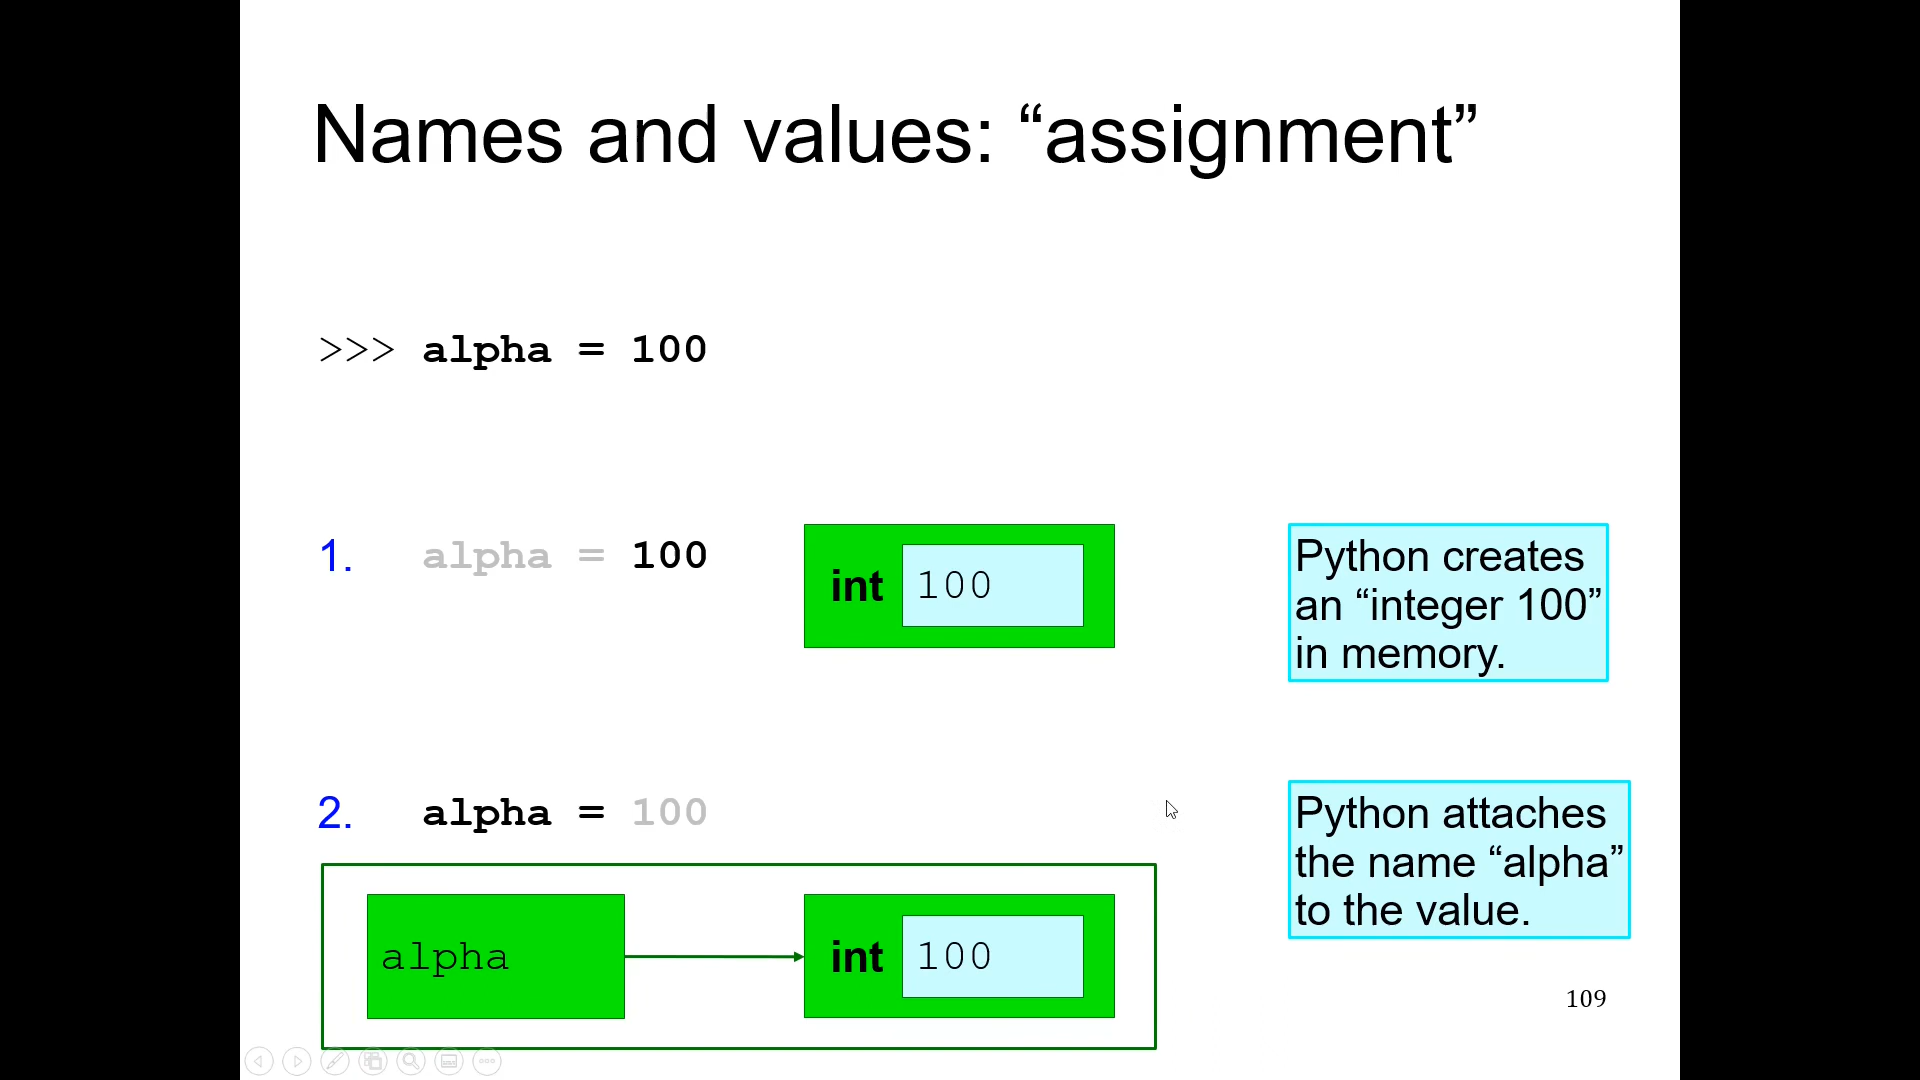 Names and values: “assignment”
>>> alpha = 100
1. alpha = 100
int 100
Python creates
an “integer 100”
in memory.
2. alpha = 100
alpha
int 100
Python attaches
the name “alpha”
to the value.
109